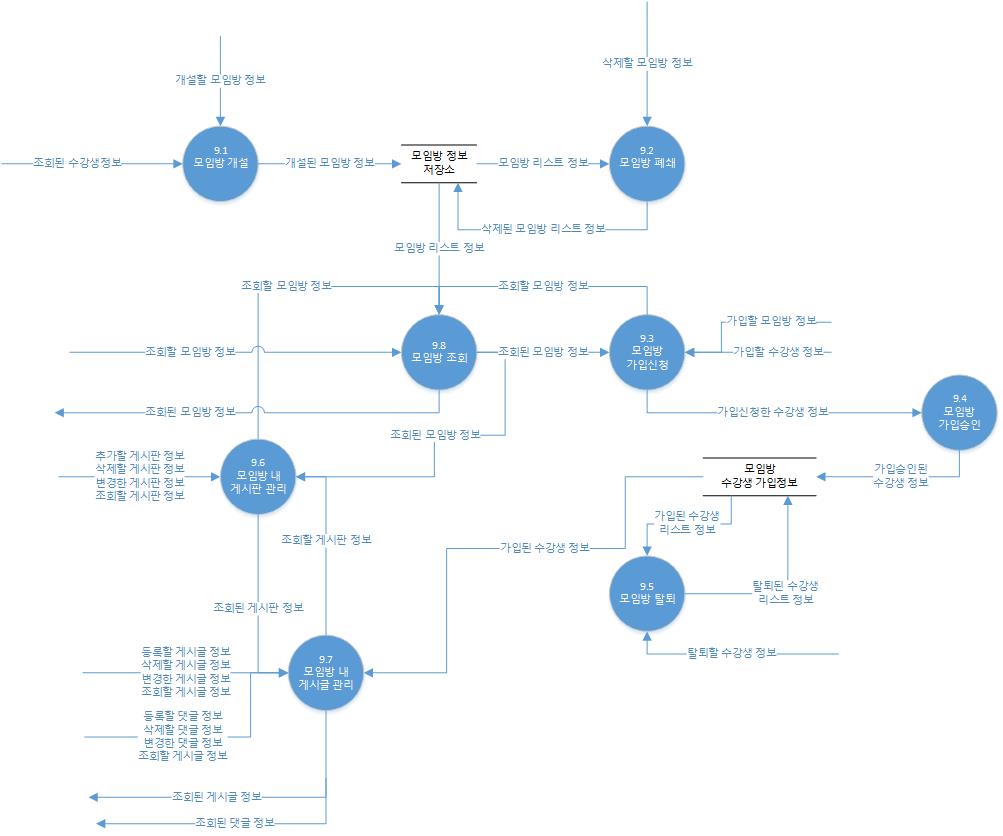 삭제할 모임방 정보
개설할 모임방 정보
9.1
모임방 개설
9.2
모임방 폐쇄
모임방 정보
저장소
조회된 수강생정보
개설된 모임방 정보
모임방 리스트 정보
삭제된 모임방 리스트 정보
모임방 리스트 정보
조회할 모임방 정보
조회할 모임방 정보
가입할 모임방 정보
9.8
모임방 조회
9.3
모임방
가입신청
조회할 모임방 정보
조회된 모임방 정보
가입할 수강생 정보
9.4
모임방
가입승인
조회된 모임방 정보
가입신청한 수강생 정보
조회된 모임방 정보
추가할 게시판 정보
삭제할 게시판 정보
변경한 게시판 정보
조회할 게시판 정보
9.6
모임방 내
게시판 관리
모임방
수강생 가입정보
가입승인된
수강생 정보
가입된 수강생
리스트 정보
조회할 게시판 정보
가입된 수강생 정보
9.5
모임방 탈퇴
탈퇴된 수강생
리스트 정보
조회된 게시판 정보
탈퇴할 수강생 정보
등록할 게시글 정보
삭제할 게시글 정보
변경한 게시글 정보
조회할 게시글 정보
9.7
모임방 내
게시글 관리
등록할 댓글 정보
삭제할 댓글 정보
변경한 댓글 정보
조회할 게시글 정보
조회된 게시글 정보
조회된 댓글 정보